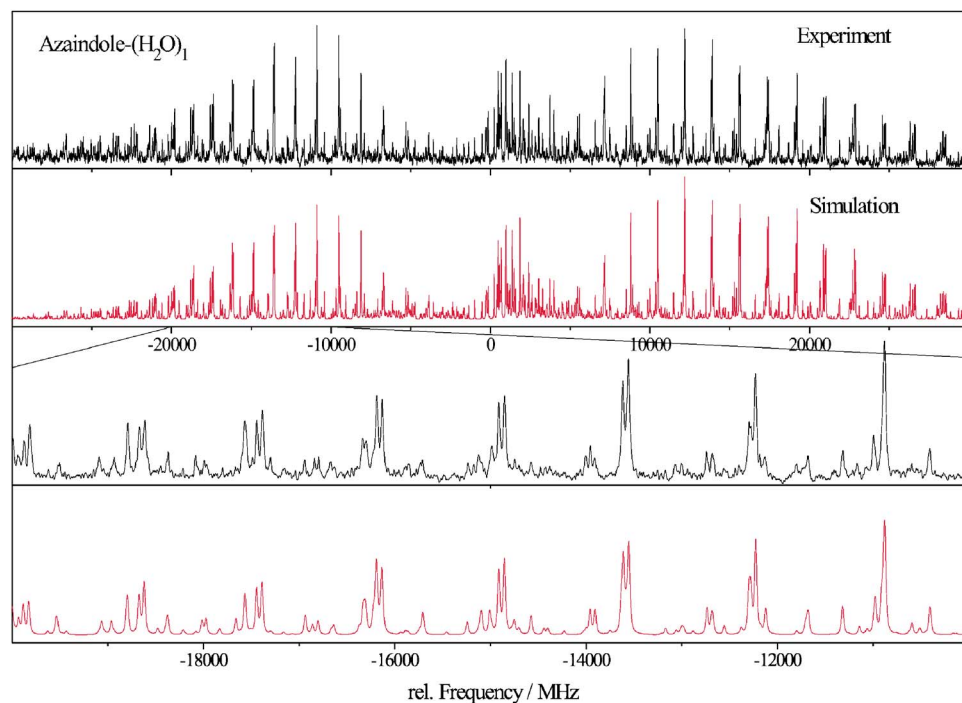 Azaindole-(H₂O)₁
Experiment
Simulation
-20000 -10000 0 10000 20000
-18000 -16000 -14000 -12000
rel. Frequency / MHz